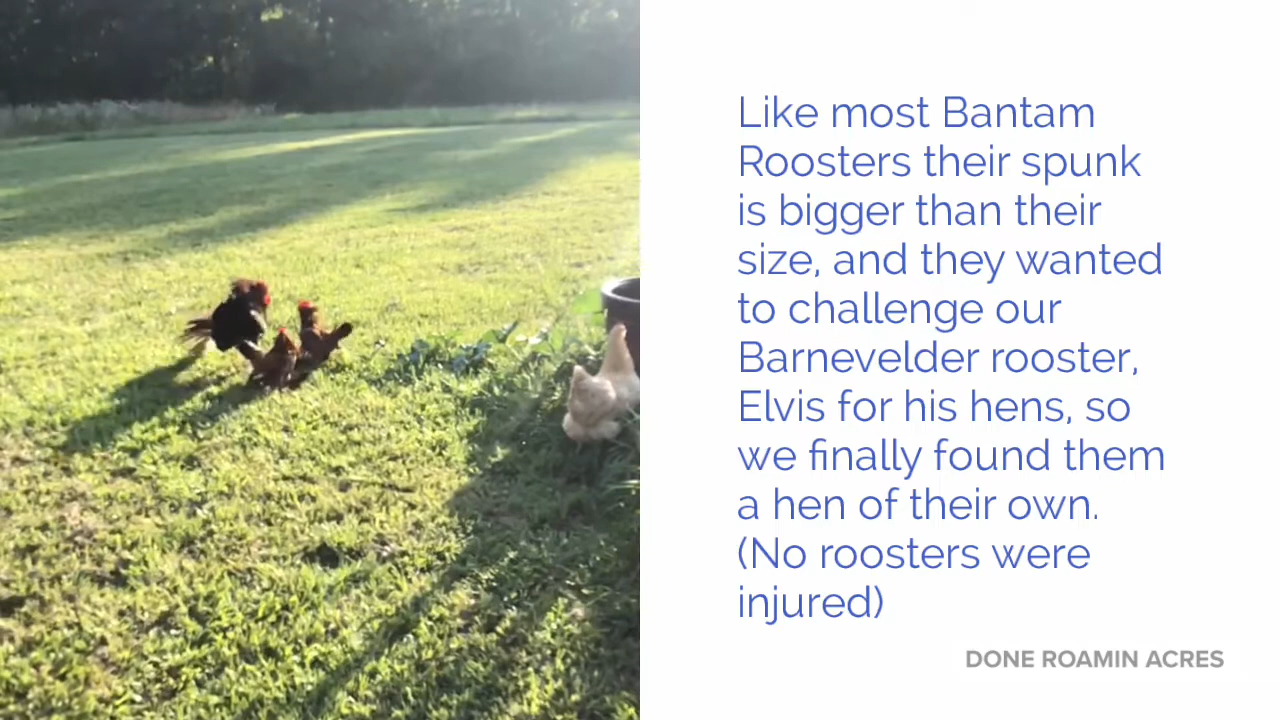 Like most Bantam
Roosters their spunk
is bigger than their
size, and they wanted
to challenge our
Barnevelder rooster,
Elvis for his hens, so
we finally found them
a hen of their own.
(No roosters were
injured)
DONE ROAMIN ACRES